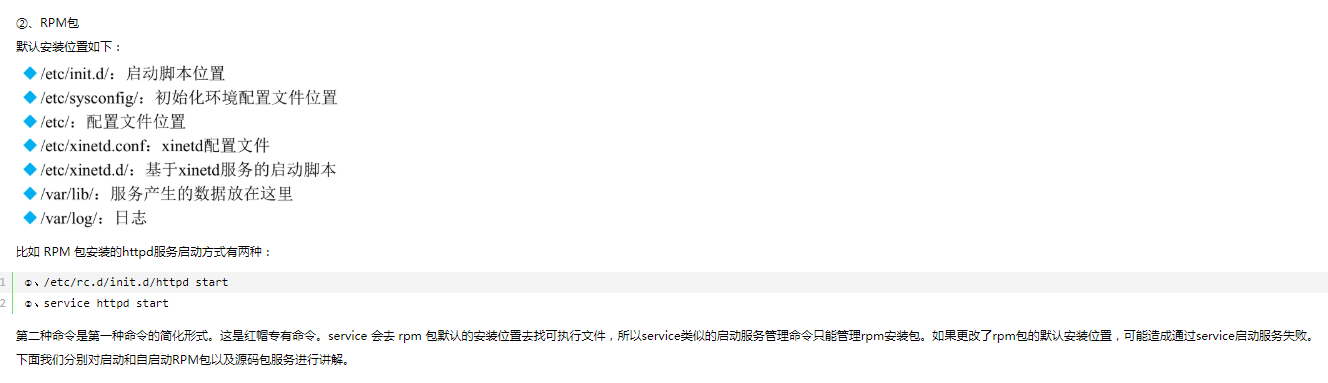 ②、RPM包
默认安装位置如下：
◆ /etc/init.d/：启动脚本位置
◆ /etc/sysconfig/：初始化环境配置文件位置
◆ /etc/：配置文件位置
◆ /etc/xinetd.conf：xinetd配置文件
◆ /etc/xinetd.d/：基于xinetd服务的启动脚本
◆ /var/lib/：服务产生的数据放在这里
◆ /var/log/：日志
比如 RPM 包安装的httpd服务启动方式有两种：
1 ①、/etc/rc.d/init.d/httpd start
2 ②、service httpd start
第二种命令是第一种命令的简化形式。这是红帽专有命令。service 会去 rpm 包默认的安装位置去找可执行文件，所以service类似的启动服务管理命令只能管理rpm安装包。如果更改了rpm包的默认安装位置，可能造成通过service启动服务失败。
下面我们分别对启动和自启动RPM包以及源码包服务进行讲解。